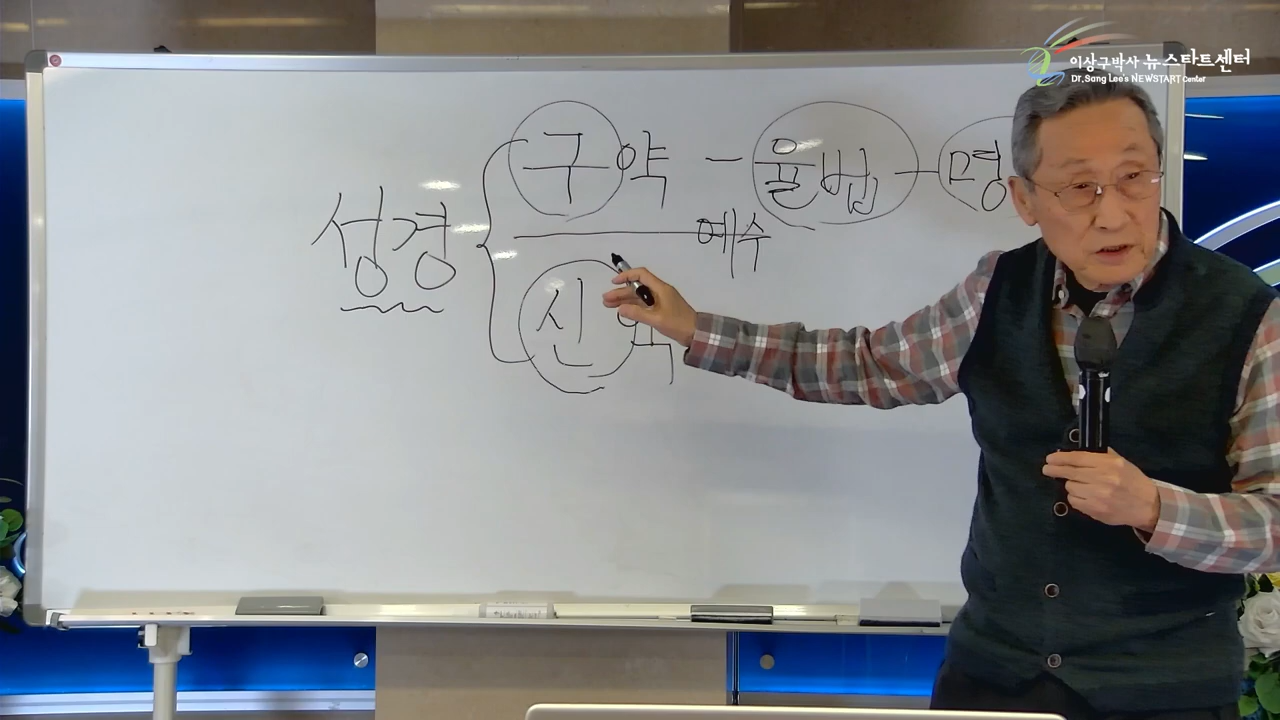 이상구박사 뉴스타트센터
Dr. Sang Lee's NEWSTART Center
구약 - 율법 - 명
성경
예수
신약